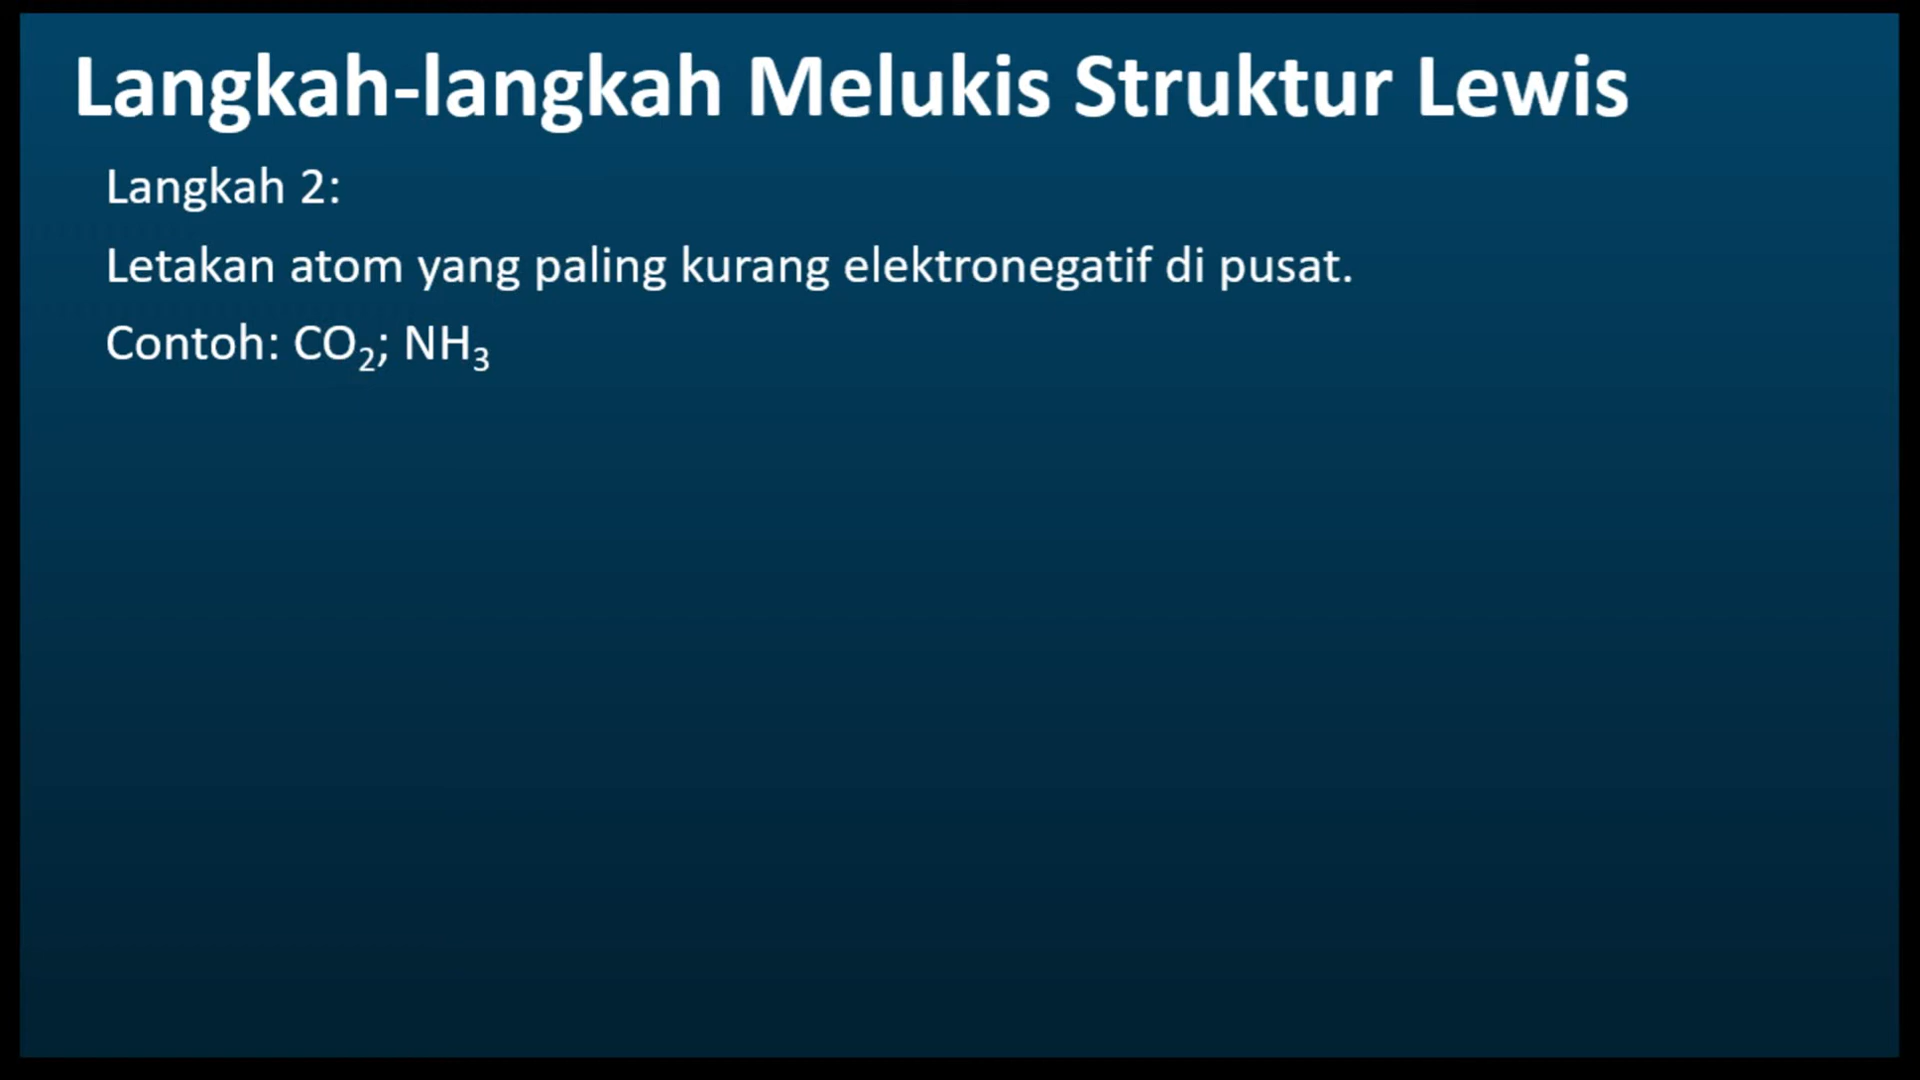 Langkah-langkah Melukis Struktur Lewis
Langkah 2:
Letakan atom yang paling kurang elektronegatif di pusat.
Contoh: CO₂; NH₃